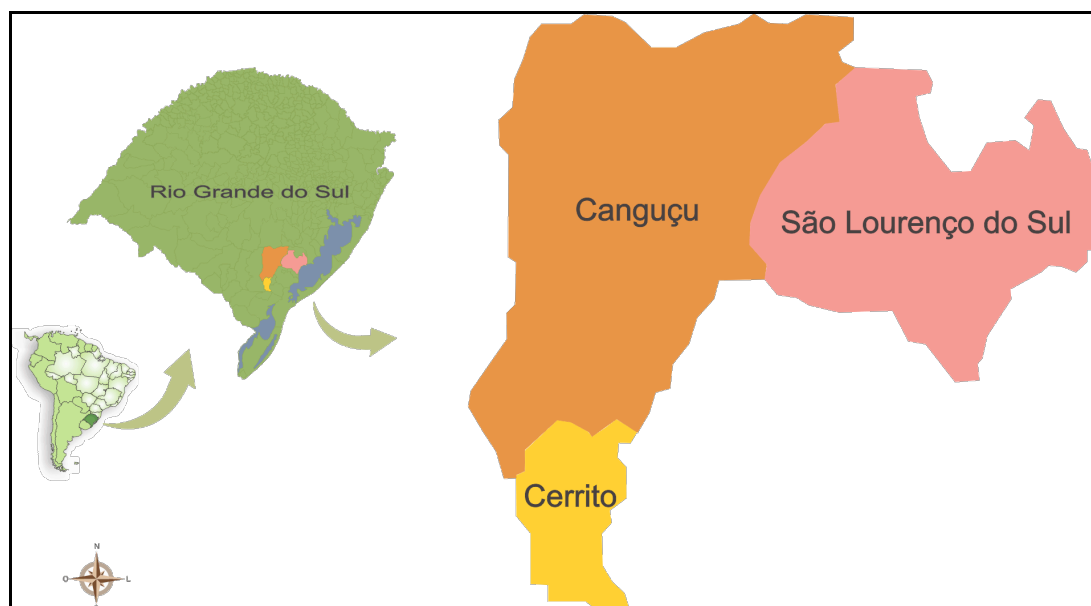 Rio Grande do Sul
Canguçu
São Lourenço do Sul
Cerrito
N
O
L